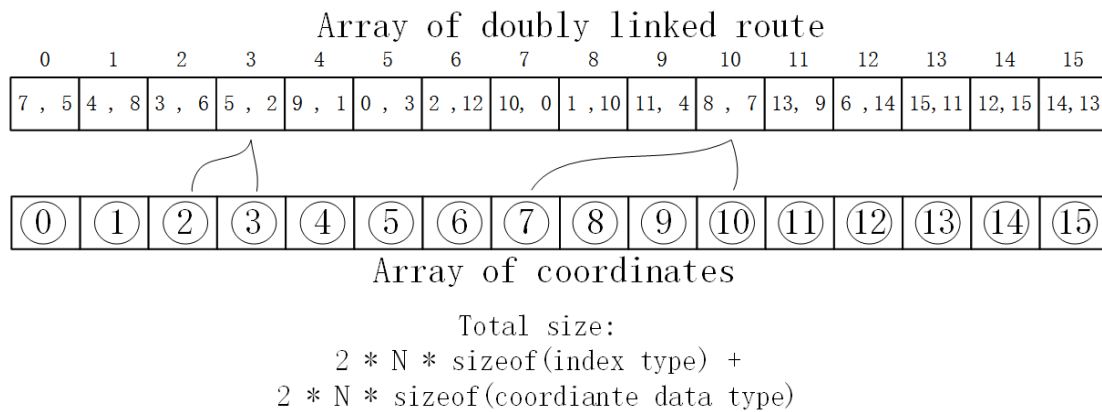 Array of doubly linked route
0 1 2 3 4 5 6 7 8 9 10 11 12 13 14 15
7 , 5 4 , 8 3 , 6 5 , 2 9 , 1 0 , 3 2 ,12 10, 0 1 ,10 11, 4 8 , 7 13, 9 6 ,14 15,11 12,15 14,13
0 1 2 3 4 5 6 7 8 9 10 11 12 13 14 15
Array of coordinates
Total size:
2 * N * sizeof(index type) +
2 * N * sizeof(coordiante data type)